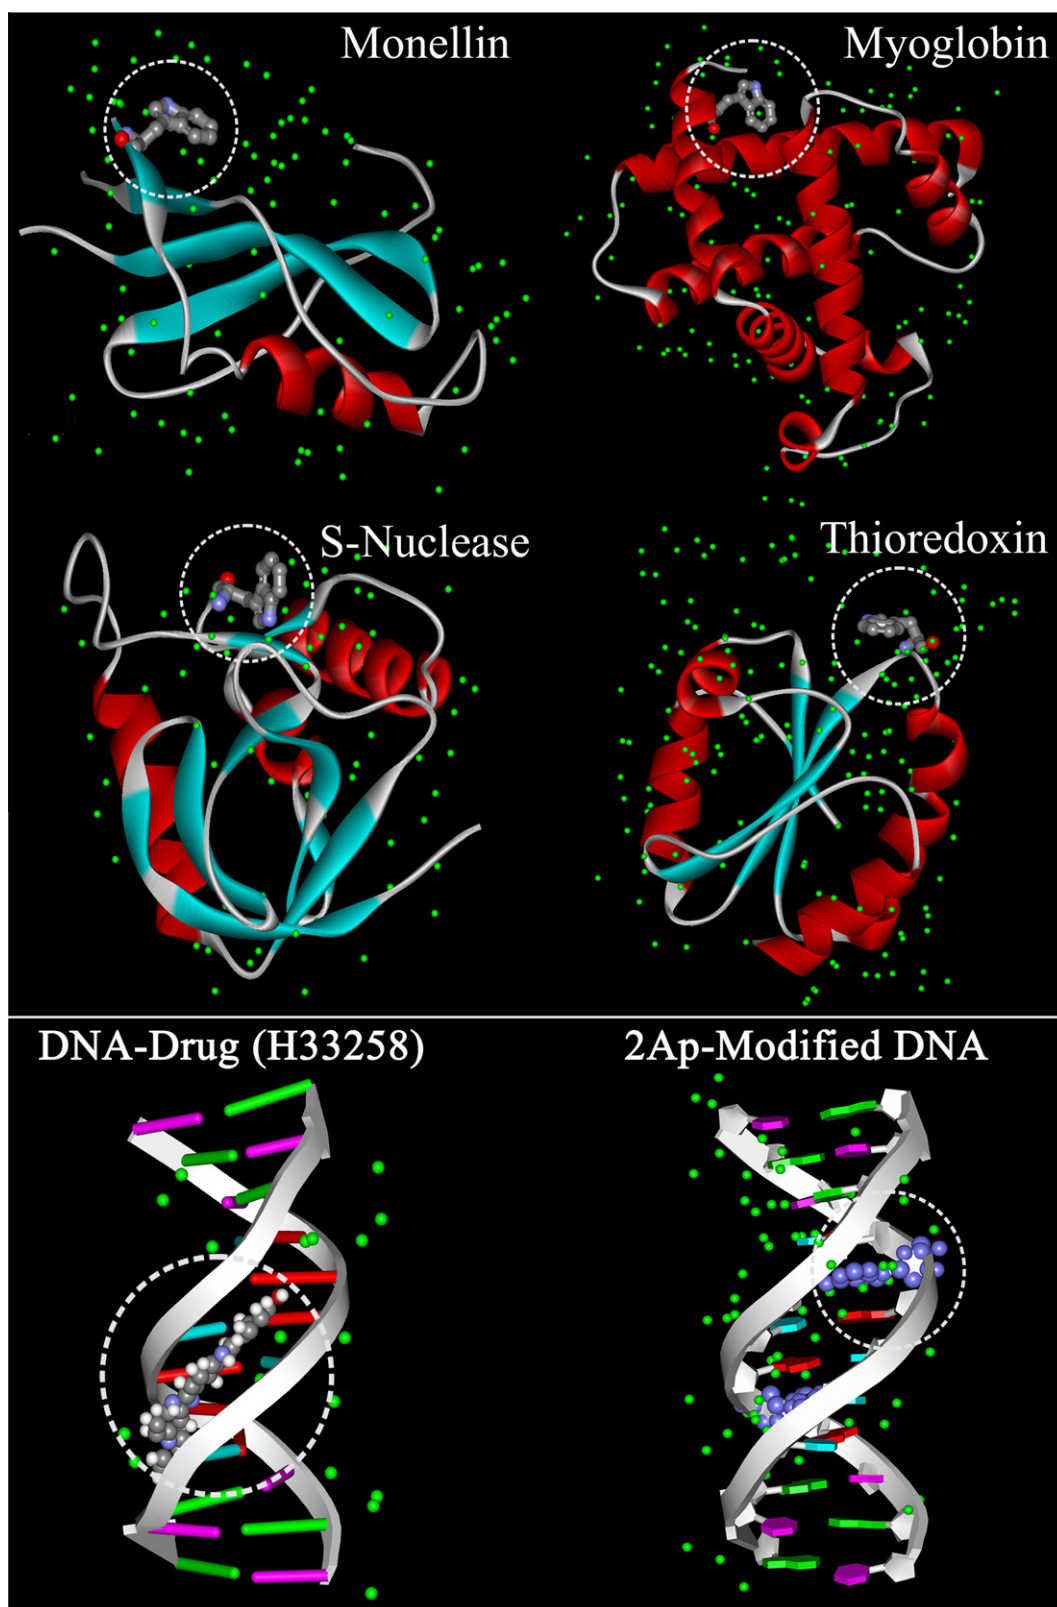 Monellin
Myoglobin
S-Nuclease
Thioredoxin
DNA-Drug (H33258)
2Ap-Modified DNA